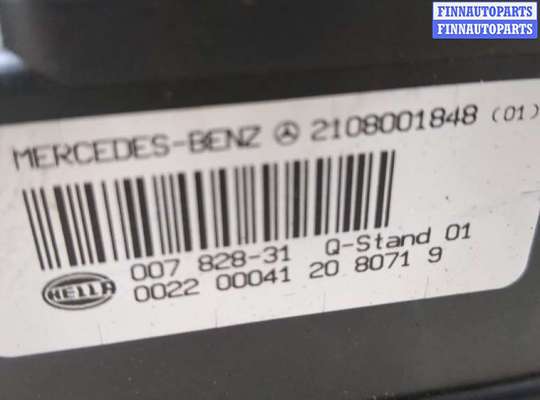 FINNAUTOPARTS
FINNAUTOPARTS
MERCEDES-BENZ 2108001848 (01)
007 828-31 Q-Stand 01
HELLA
0022 00041 20 8071 9